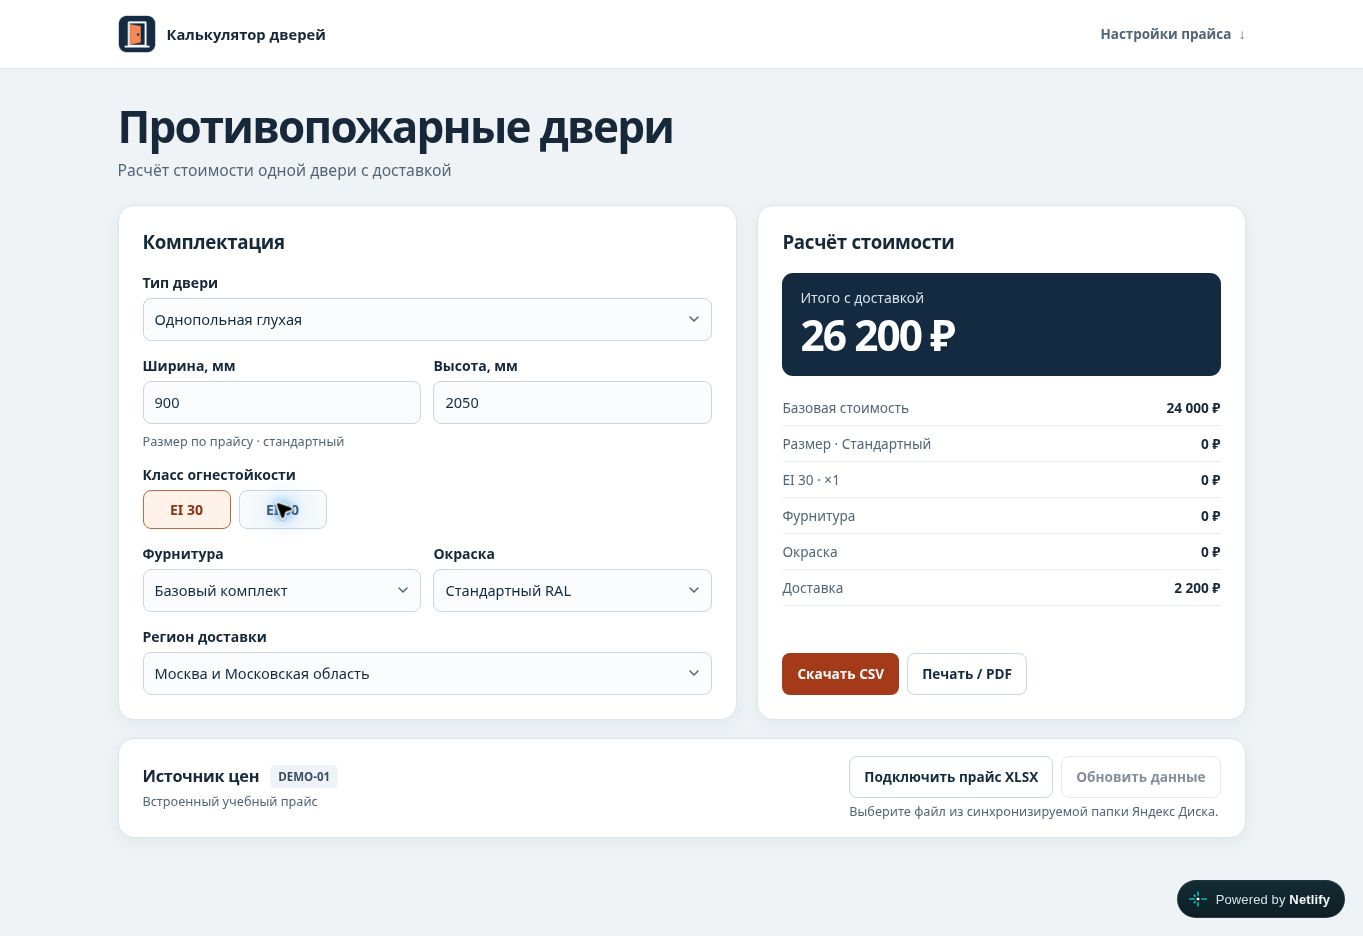 Калькулятор дверей
Настройки прайса ↓
Противопожарные двери
Расчёт стоимости одной двери с доставкой
Комплектация
Тип двери
Однопольная глухая
Ширина, мм
Высота, мм
900
2050
Размер по прайсу · стандартный
Класс огнестойкости
EI 30
Фурнитура
Окраска
Базовый комплект
Стандартный RAL
Регион доставки
Москва и Московская область
Расчёт стоимости
Итого с доставкой
26 200 ₽
Базовая стоимость 24 000 ₽
Размер · Стандартный 0 ₽
EI 30 · ×1 0 ₽
Фурнитура 0 ₽
Окраска 0 ₽
Доставка 2 200 ₽
Скачать CSV
Печать / PDF
Источник цен DEMO-01
Встроенный учебный прайс
Подключить прайс XLSX
Обновить данные
Выберите файл из синхронизируемой папки Яндекс Диска.
Powered by Netlify